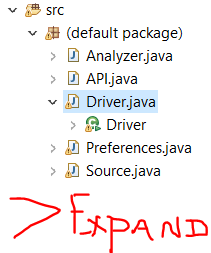 src
(default package)
Analyzer.java
API.java
Driver.java
Driver
Preferences.java
Source.java
>EXPAND